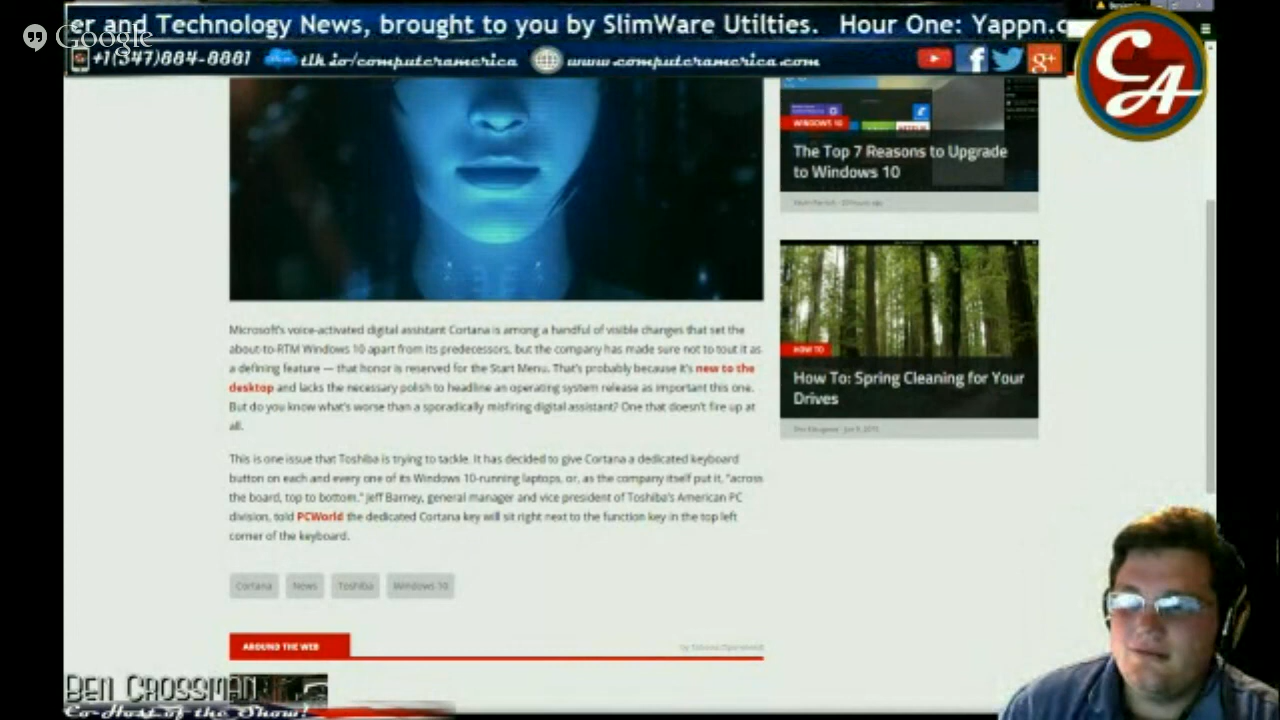 er and Technology News, brought to you by SlimWare Utilties. Hour One: Yappn.c
Google
+1(347)884-8881 tlk.io/computeramerica www.computeramerica.com
CA
WINDOWS 10
The Top 7 Reasons to Upgrade
to Windows 10
Microsoft's voice-activated digital assistant Cortana is among a handful of visible changes that set the
about-to-RTM Windows 10 apart from its predecessors, but the company has made sure not to tout it as
a defining feature — that honor is reserved for the Start Menu. That's probably because it's new to the
desktop and lacks the necessary polish to headline an operating system release as important this one.
But do you know what's worse than a sporadically misfiring digital assistant? One that doesn't fire up at
all.
This is one issue that Toshiba is trying to tackle. It has decided to give Cortana a dedicated keyboard
button on each and every one of its Windows 10-running laptops, or, as the company itself put it, "across
the board, top to bottom." Jeff Barney, general manager and vice president of Toshiba's American PC
division, told PCWorld the dedicated Cortana key will sit right next to the function key in the top left
corner of the keyboard.
HOW TO
How To: Spring Cleaning for Your
Drives
Cortana
News
Toshiba
Windows 10
AROUND THE WEB
BEN CROSSMAN
Co-Host of the Show!